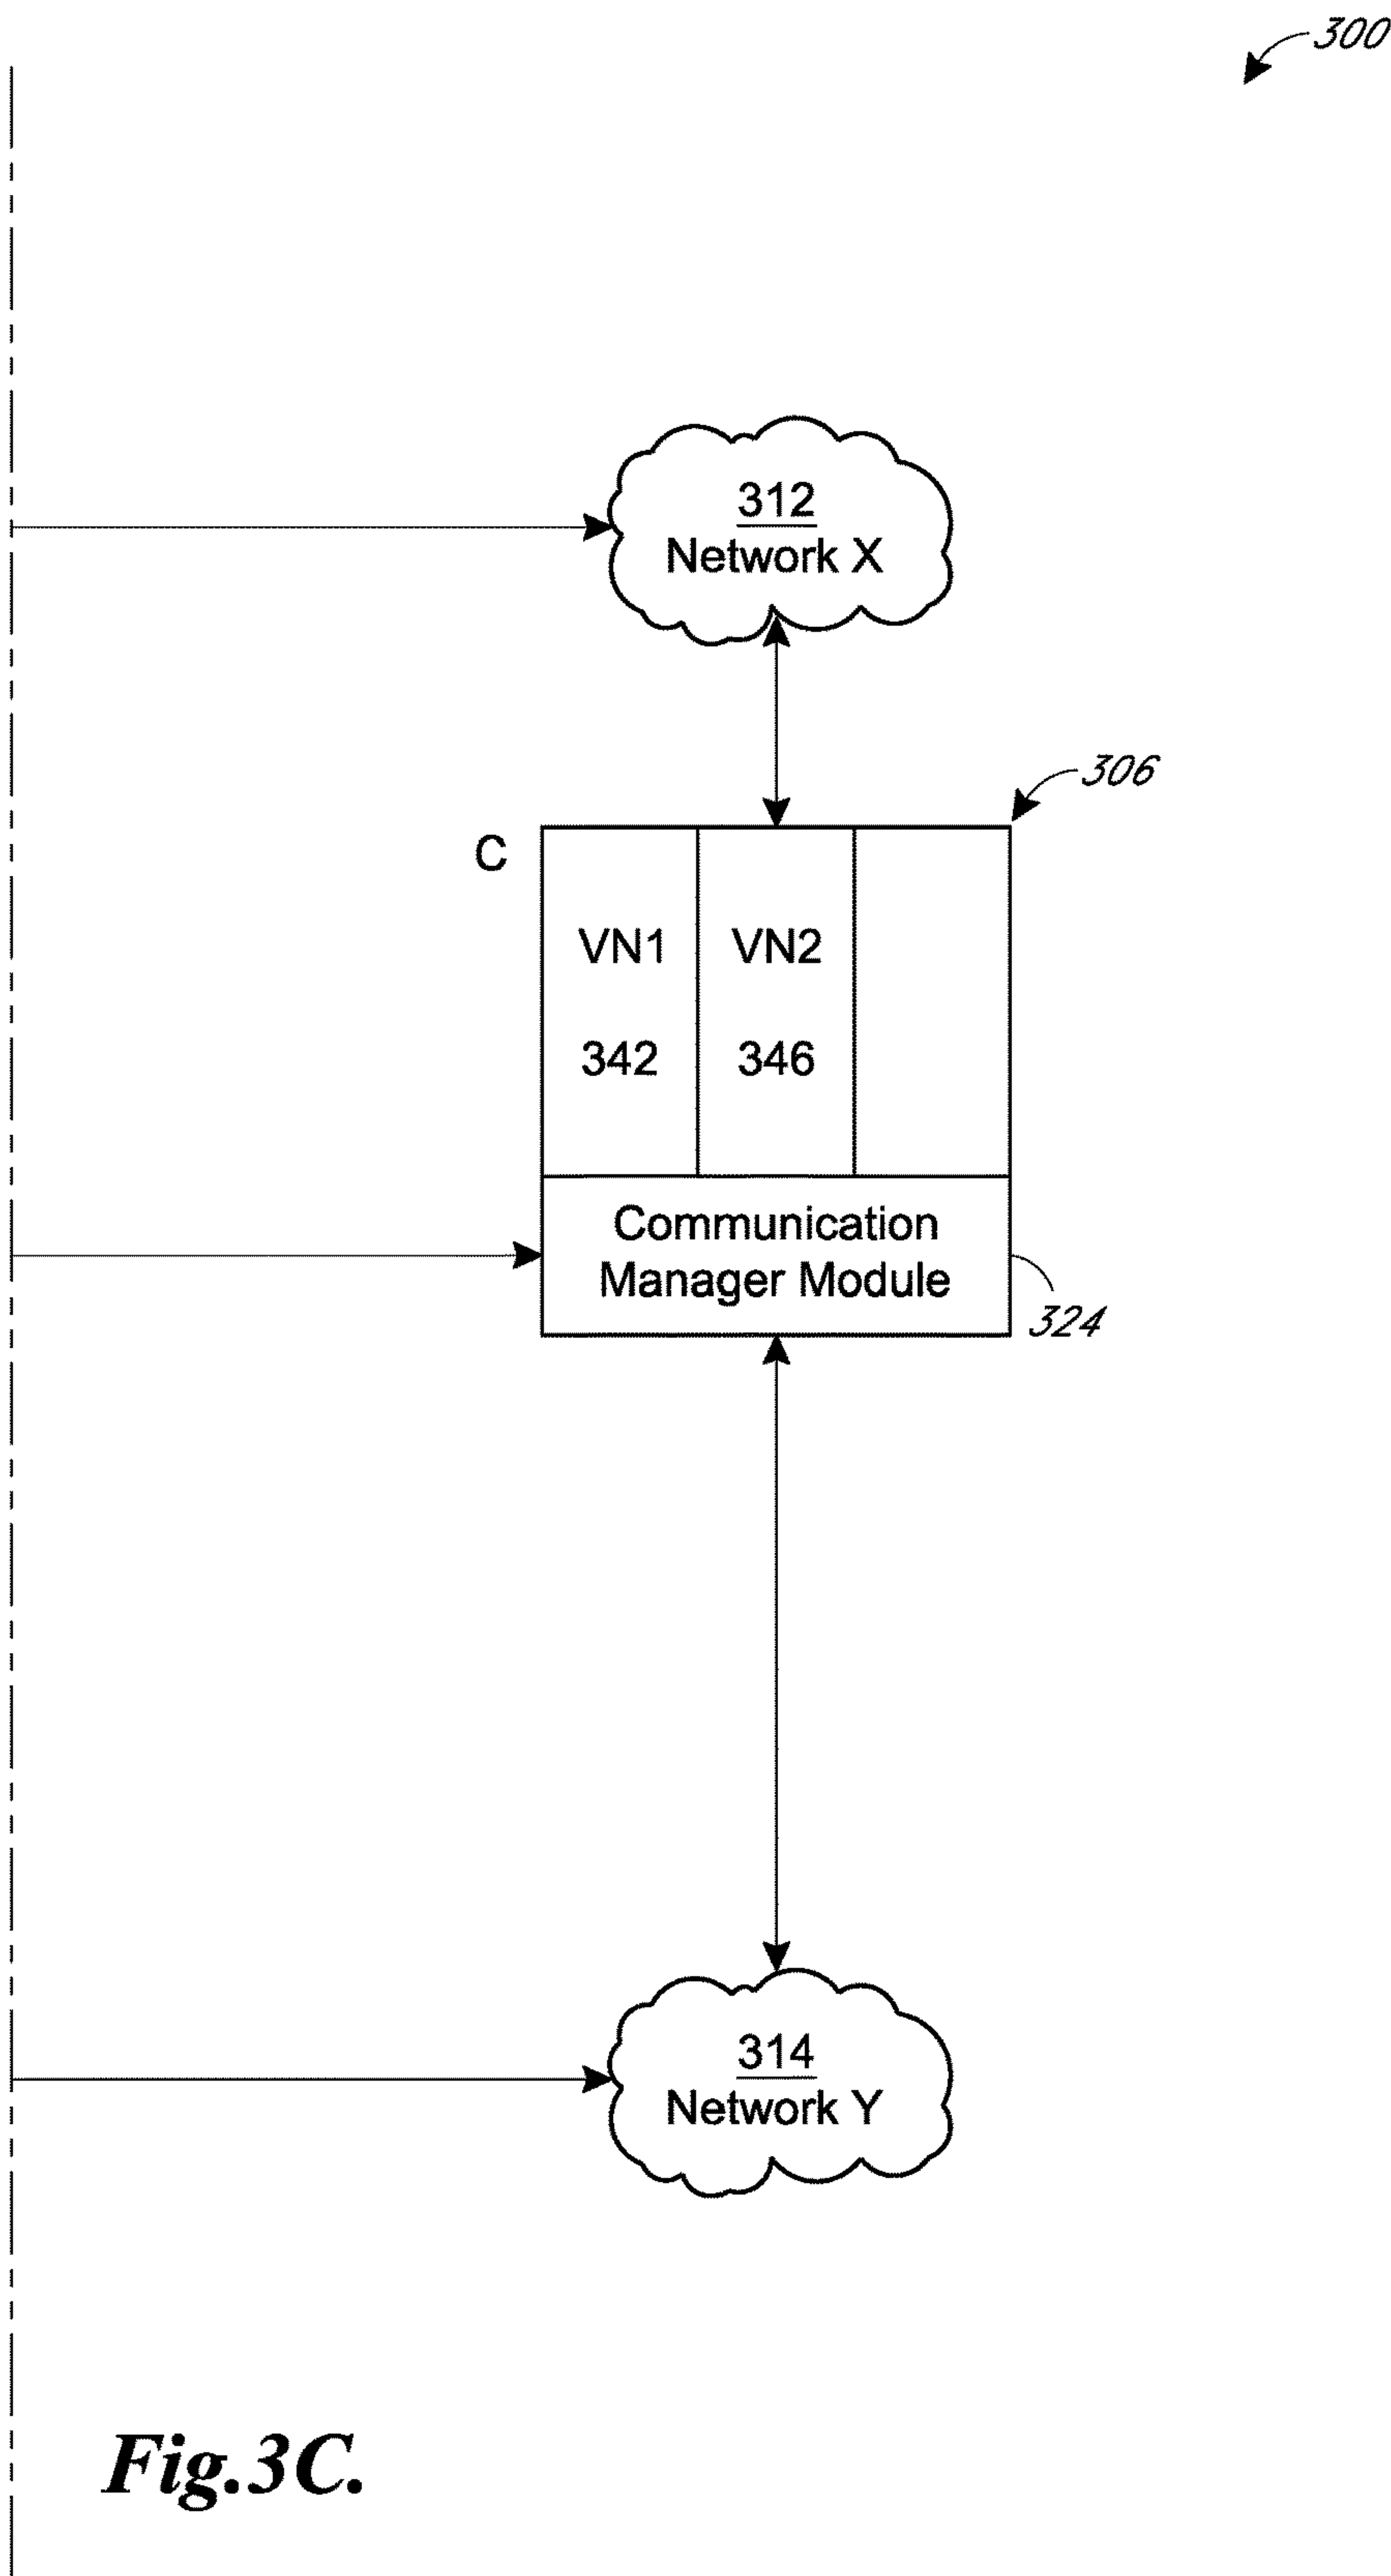 300
312
Network X
306
C
VN1 VN2
342 346
Communication
Manager Module
324
314
Network Y
Fig.3C.